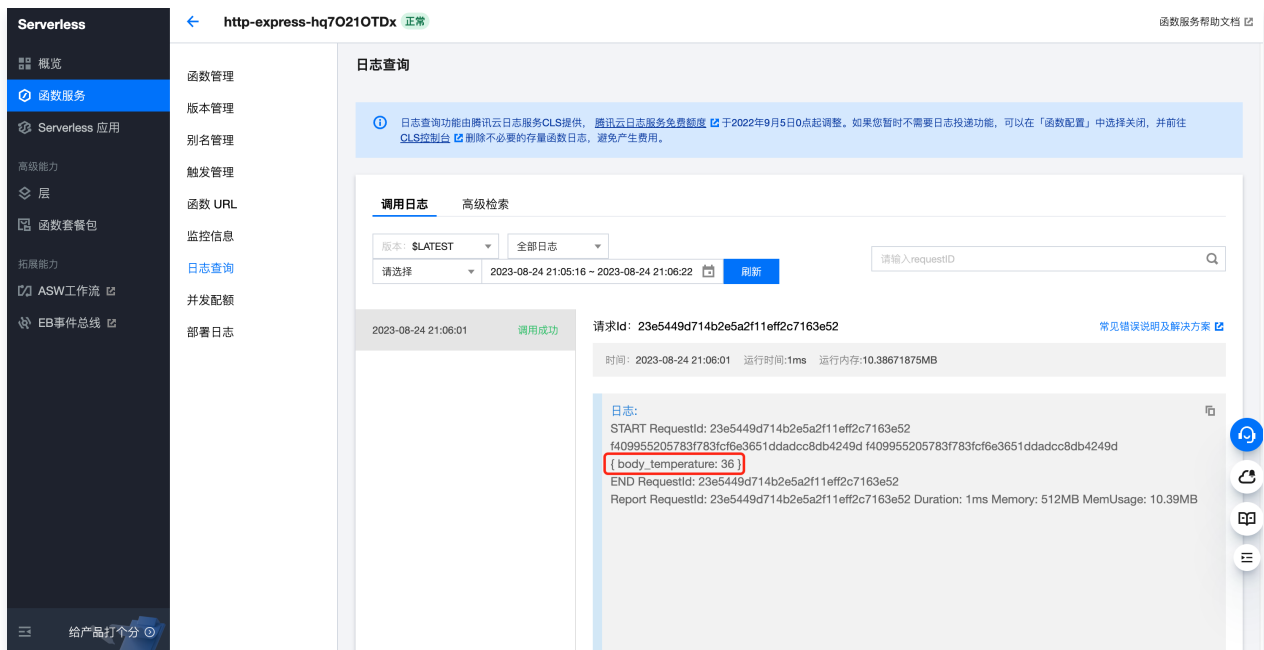 Serverless
http-express-hq7O21OTDx 正常
函数服务帮助文档
概览
函数服务
Serverless 应用
高级能力
层
函数套餐包
拓展能力
ASW工作流
EB事件总线
给产品打个分
函数管理
版本管理
别名管理
触发管理
函数 URL
监控信息
日志查询
并发配额
部署日志
日志查询
日志查询功能由腾讯云日志服务CLS提供， 腾讯云日志服务免费额度 于2022年9月5日0点起调整。如果您暂时不需要日志投递功能，可以在「函数配置」中选择关闭，并前往
CLS控制台 删除不必要的存量函数日志，避免产生费用。
调用日志 高级检索
版本: $LATEST 全部日志
请选择 2023-08-24 21:05:16 ~ 2023-08-24 21:06:22 刷新
请输入requestID
2023-08-24 21:06:01 调用成功
请求Id: 23e5449d714b2e5a2f11eff2c7163e52
常见错误说明及解决方案
时间: 2023-08-24 21:06:01 运行时间:1ms 运行内存:10.38671875MB
日志:
START RequestId: 23e5449d714b2e5a2f11eff2c7163e52
f409955205783f783fcf6e3651ddadcc8db4249d f409955205783f783fcf6e3651ddadcc8db4249d
{ body_temperature: 36 }
END RequestId: 23e5449d714b2e5a2f11eff2c7163e52
Report RequestId: 23e5449d714b2e5a2f11eff2c7163e52 Duration: 1ms Memory: 512MB MemUsage: 10.39MB